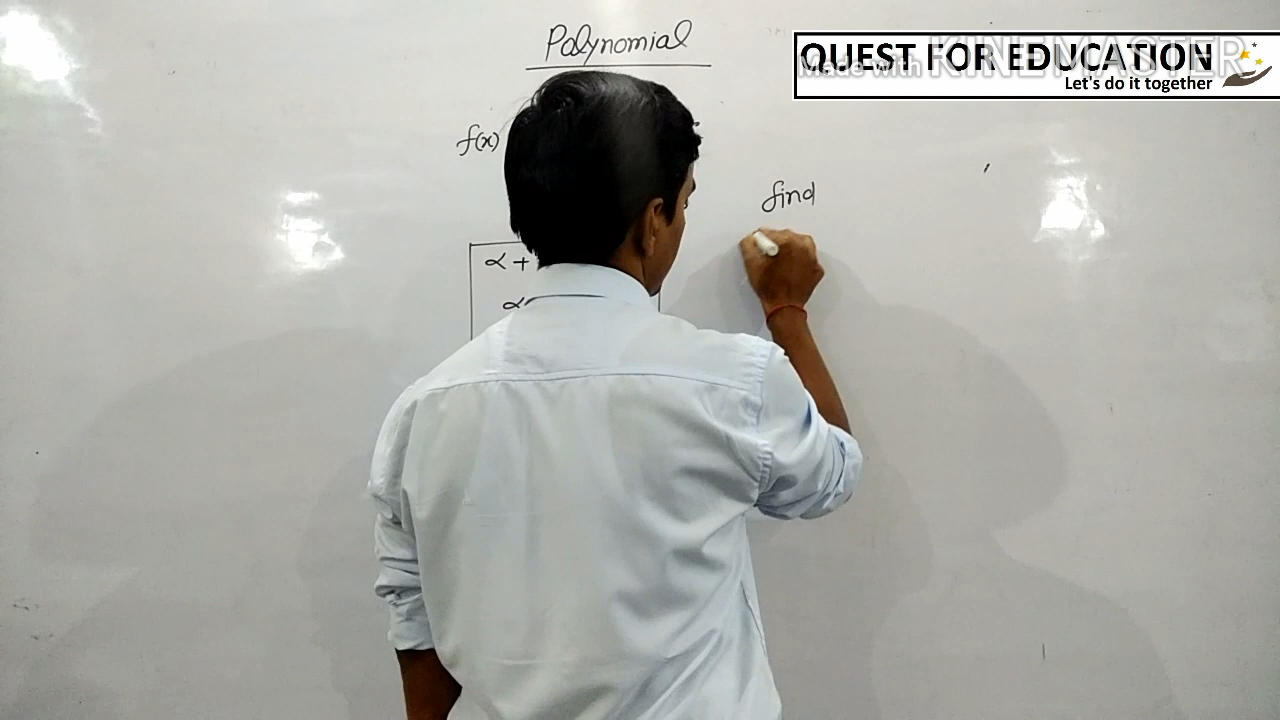 Polynomial
QUEST FOR EDUCATION
Made with KINEMASTER
Let's do it together
f(x)
find
α +
α